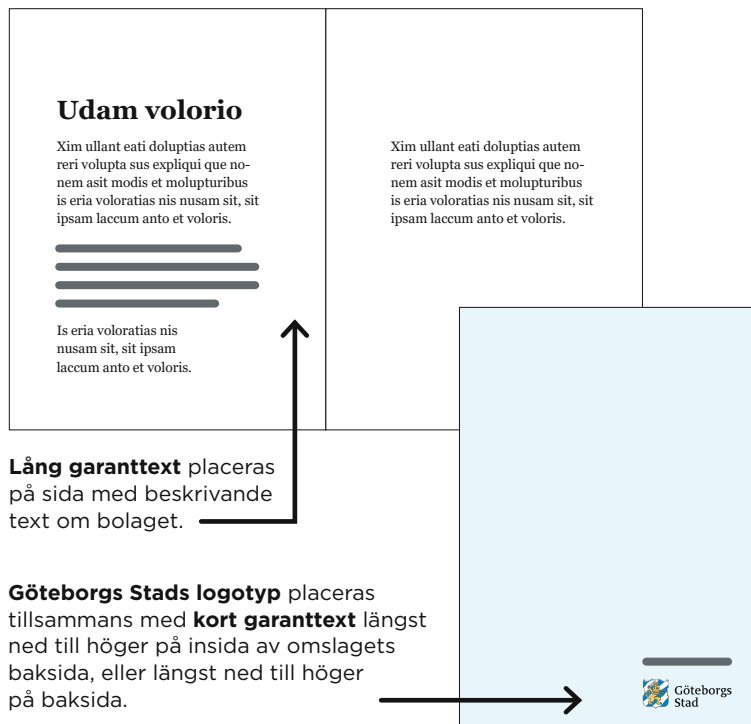 Udam volorio
Xim ullant eati doluptias autem
reri volupta sus expliqui que no-
nem asit modis et molupturibus
is eria voloratias nis nusam sit, sit
ipsam laccum anto et voloris.
Is eria voloratias nis
nusam sit, sit ipsam
laccum anto et voloris.
Xim ullant eati doluptias autem
reri volupta sus expliqui que no-
nem asit modis et molupturibus
is eria voloratias nis nusam sit, sit
ipsam laccum anto et voloris.
Lång garanttext placeras
på sida med beskrivande
text om bolaget.
Göteborgs Stads logotyp placeras
tillsammans med kort garanttext längst
ned till höger på insida av omslagets
baksida, eller längst ned till höger
på baksida.
Göteborgs
Stad